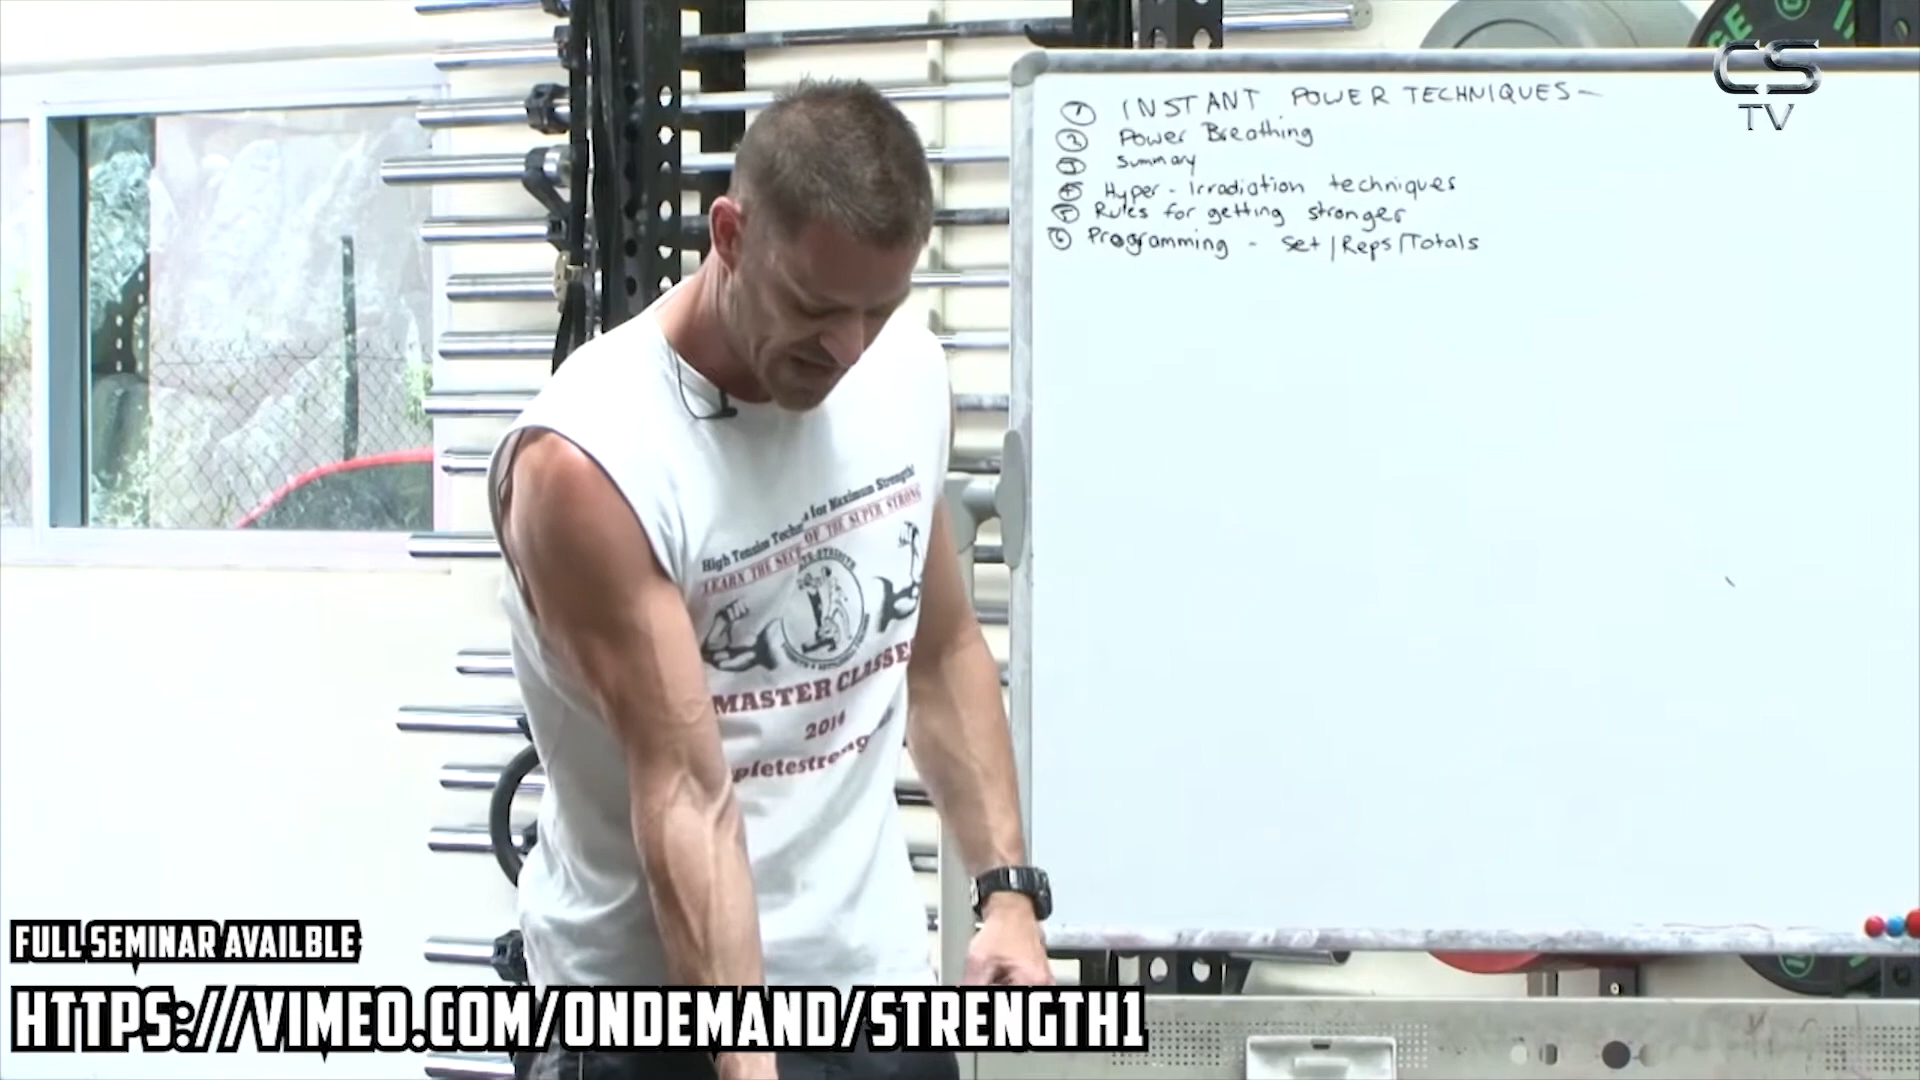 GE
CS
TV
① INSTANT POWER TECHNIQUES-
② Power Breathing
③ Summary
④ Hyper-Irradiation techniques
⑤ Rules for getting stronger
⑥ Programming - Set/Reps/Totals
High Tension for Maximum Strength!
LEARN THE OF THE SUPER STRONG
MASTER CLASSES
2014
FULL SEMINAR AVAILBLE
HTTPS://VIMEO.COM/ONDEMAND/STRENGTH1